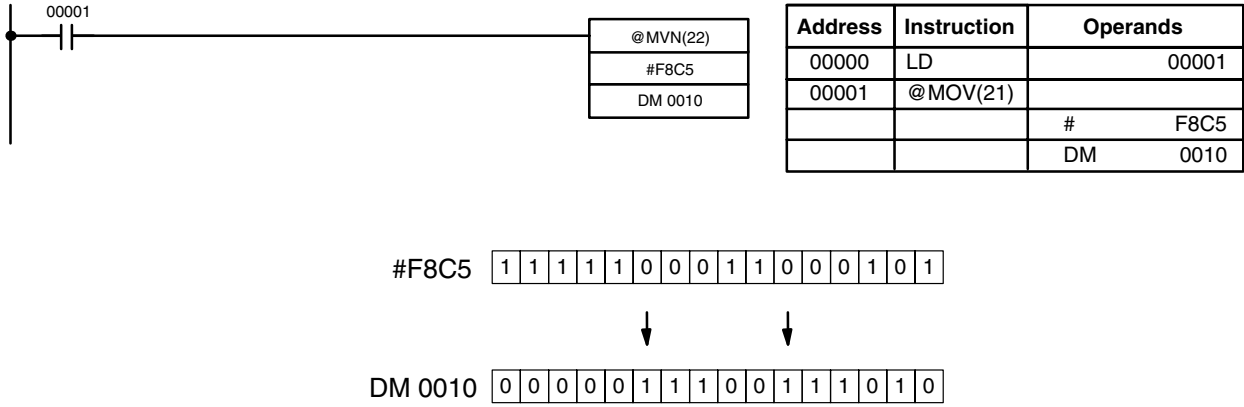 00001
@MVN(22)
#F8C5
DM 0010
Address Instruction Operands
00000 LD 00001
00001 @MOV(21)
# F8C5
DM 0010
#F8C5 1 1 1 1 1 0 0 0 1 1 0 0 0 1 0 1
DM 0010 0 0 0 0 0 1 1 1 0 0 1 1 1 0 1 0